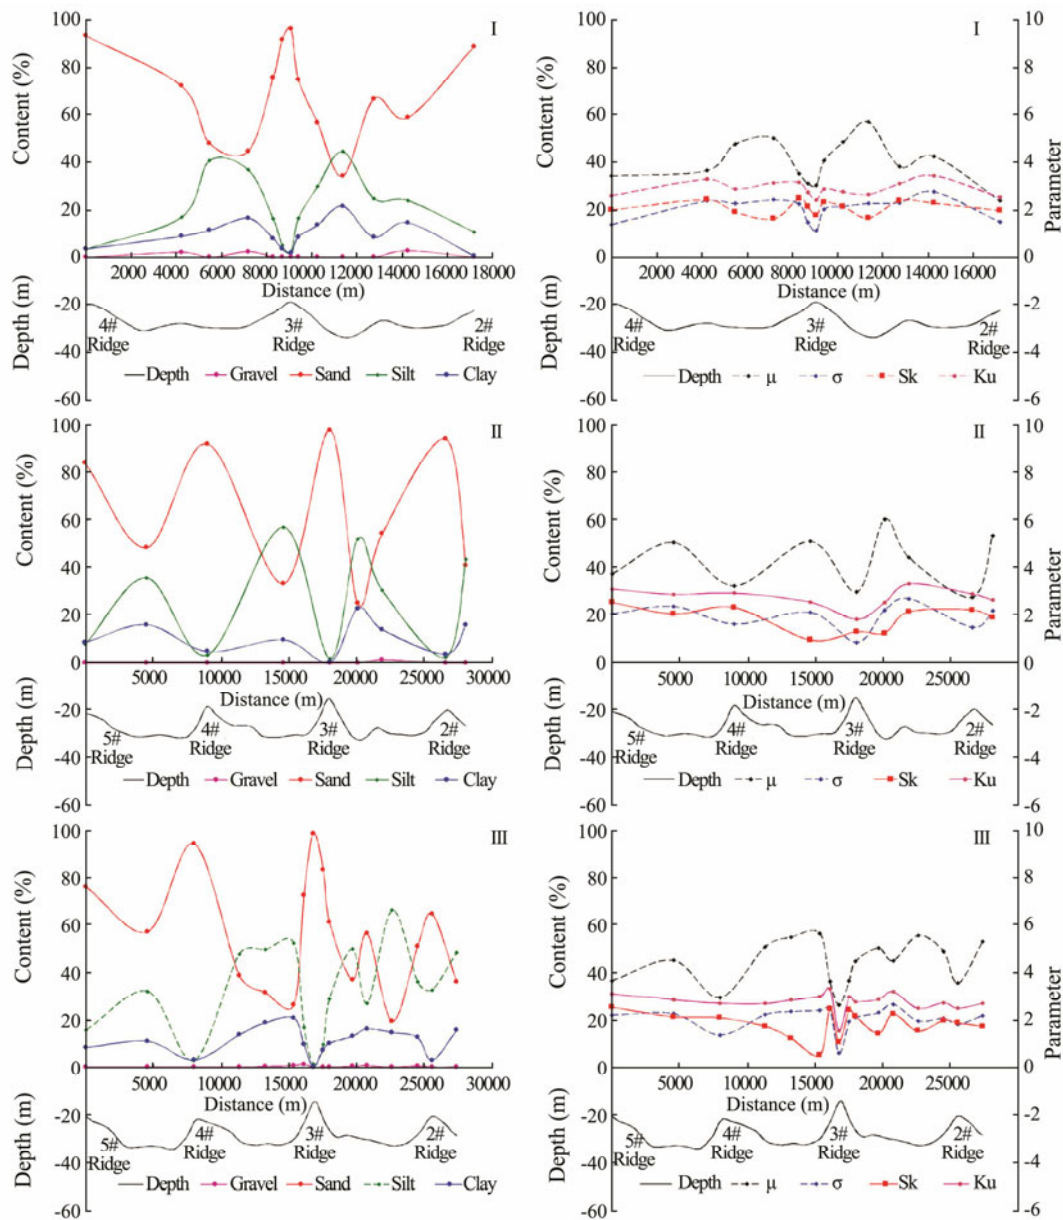 I
Content (%)
100
80
60
40
20
0
2000 4000 6000 8000 10000 12000 14000 16000 18000
Distance (m)
Depth (m)
-20
-40
-60
4# Ridge
3# Ridge
2# Ridge
Depth Gravel Sand Silt Clay
I
Content (%)
100
80
60
40
20
0
10
8
6
4
2
0
Parameter
2000 4000 6000 8000 10000 12000 14000 16000
Distance (m)
Depth (m)
-20
-40
-60
-2
-4
-6
4# Ridge
3# Ridge
2# Ridge
Depth μ σ Sk Ku
II
Content (%)
100
80
60
40
20
0
5000 10000 15000 20000 25000 30000
Distance (m)
Depth (m)
-20
-40
-60
5# Ridge
4# Ridge
3# Ridge
2# Ridge
Depth Gravel Sand Silt Clay
II
Content (%)
100
80
60
40
20
0
10
8
6
4
2
0
Parameter
5000 10000 15000 20000 25000
Distance (m)
Depth (m)
-20
-40
-60
-2
-4
-6
5# Ridge
4# Ridge
3# Ridge
2# Ridge
Depth μ σ Sk Ku
III
Content (%)
100
80
60
40
20
0
5000 10000 15000 20000 25000 30000
Distance (m)
Depth (m)
-20
-40
-60
5# Ridge
4# Ridge
3# Ridge
2# Ridge
Depth Gravel Sand Silt Clay
III
Content (%)
100
80
60
40
20
0
10
8
6
4
2
0
Parameter
5000 10000 15000 20000 25000
Distance (m)
Depth (m)
-20
-40
-60
-2
-4
-6
5# Ridge
4# Ridge
3# Ridge
2# Ridge
Depth μ σ Sk Ku